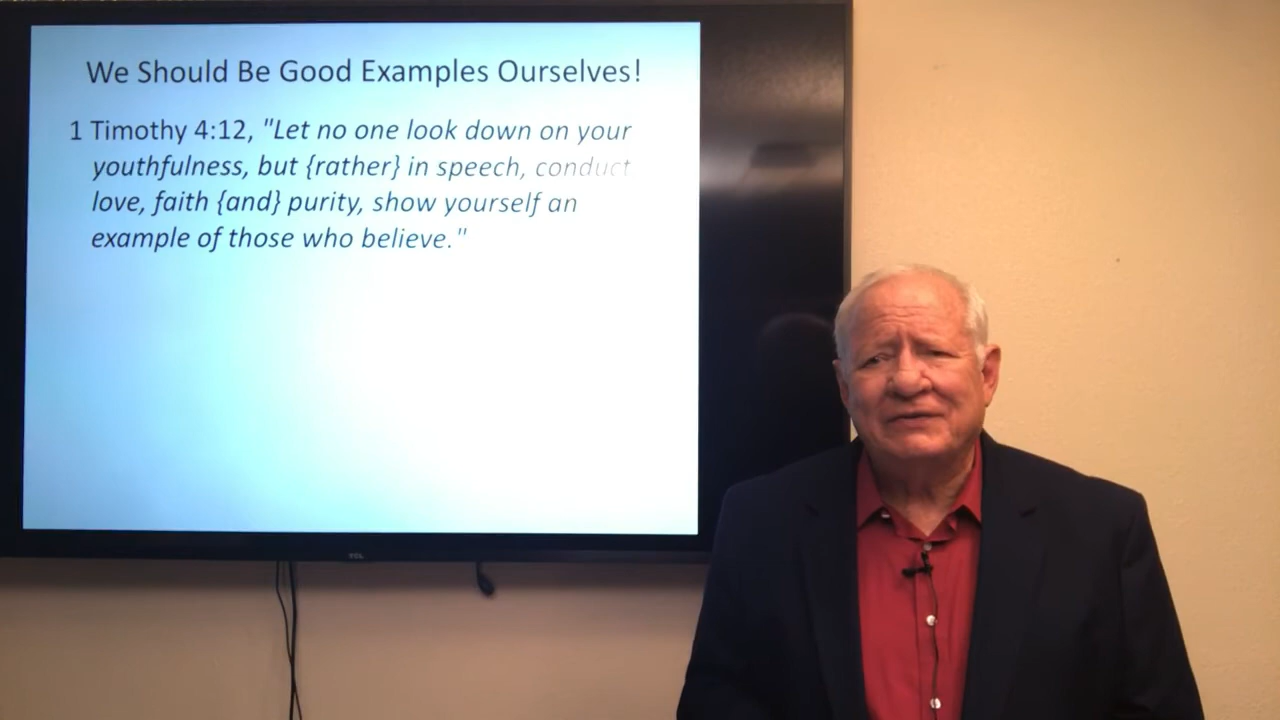 We Should Be Good Examples Ourselves!
1 Timothy 4:12, "Let no one look down on your
youthfulness, but {rather} in speech, conduct
love, faith {and} purity, show yourself an
example of those who believe."
TCL